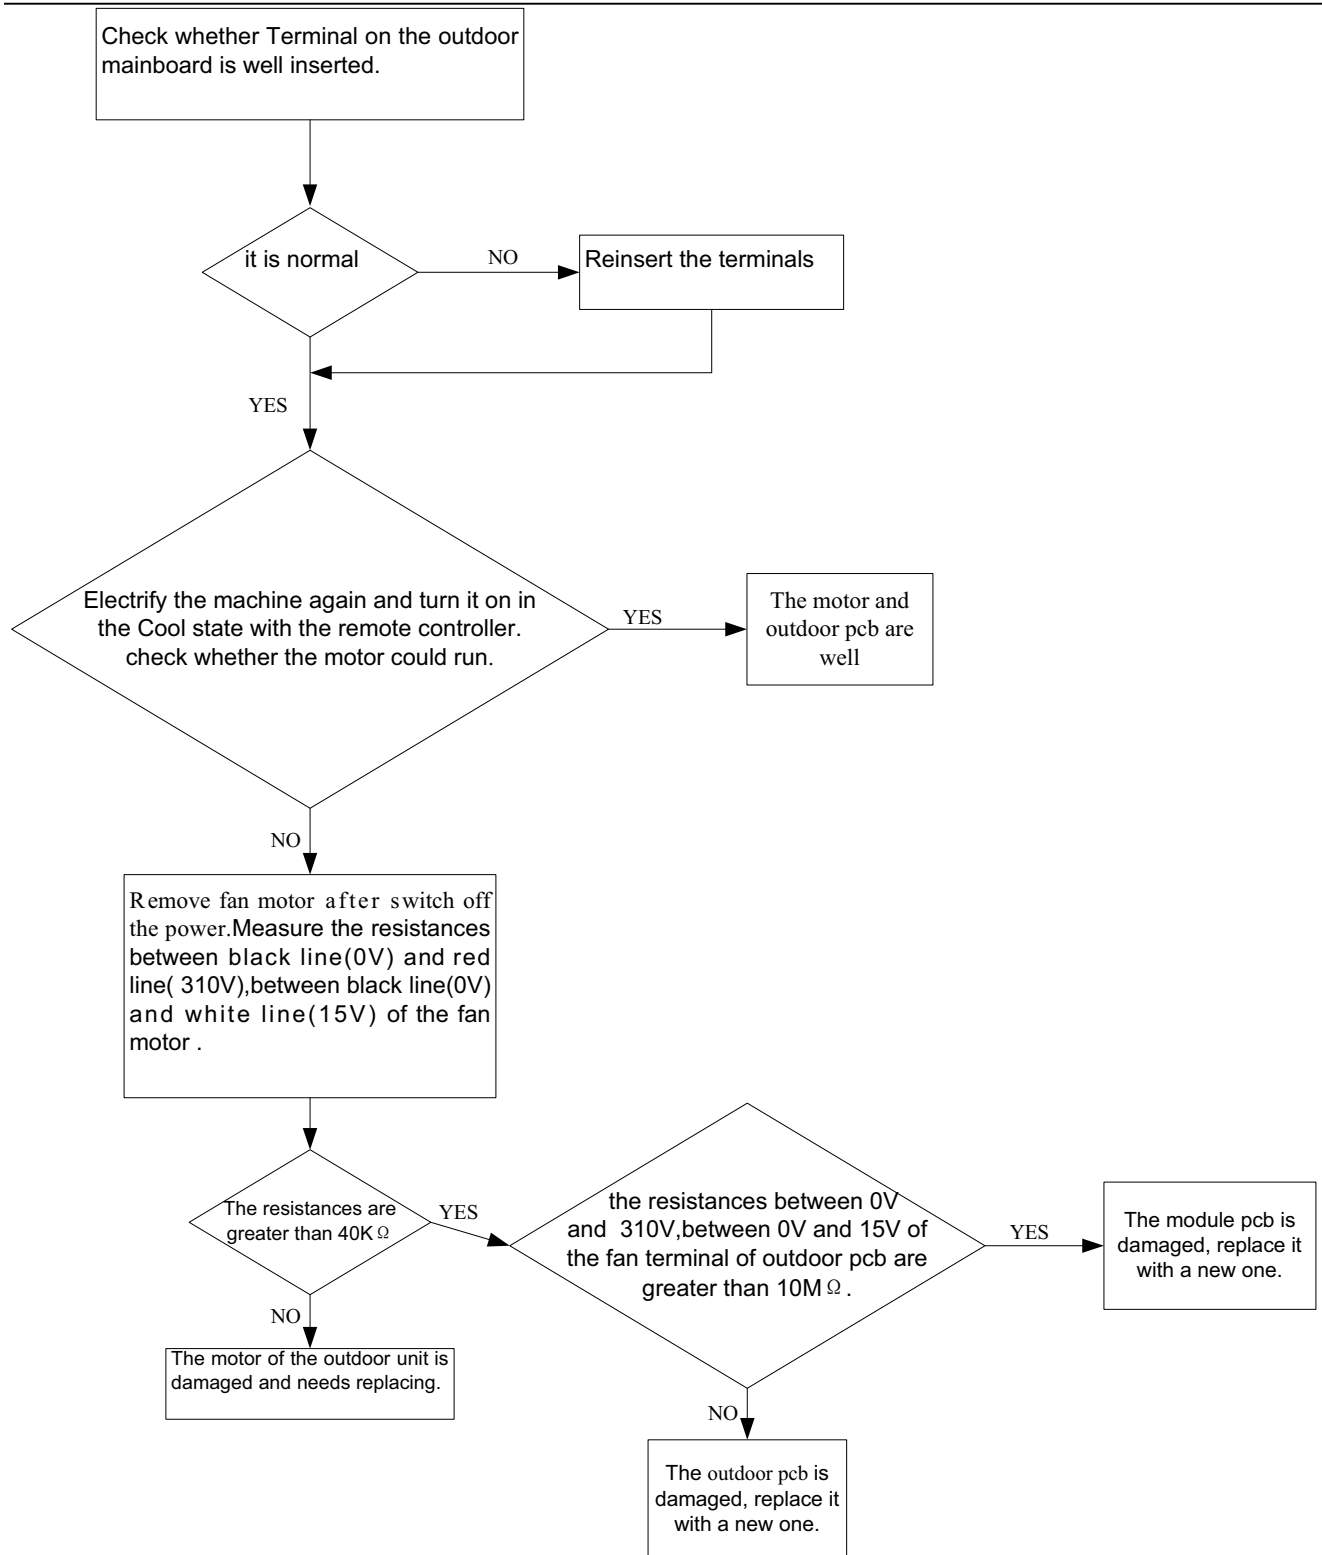 Check whether Terminal on the outdoor
mainboard is well inserted.
it is normal
NO
Reinsert the terminals
YES
Electrify the machine again and turn it on in
the Cool state with the remote controller.
check whether the motor could run.
YES
The motor and
outdoor pcb are
well
NO
Remove fan motor after switch off
the power.Measure the resistances
between black line(0V) and red
line( 310V),between black line(0V)
and white line(15V) of the fan
motor .
The resistances are
greater than 40KΩ
YES
the resistances between 0V
and 310V,between 0V and 15V of
the fan terminal of outdoor pcb are
greater than 10MΩ.
YES
The module pcb is
damaged, replace it
with a new one.
NO
The motor of the outdoor unit is
damaged and needs replacing.
NO
The outdoor pcb is
damaged, replace it
with a new one.